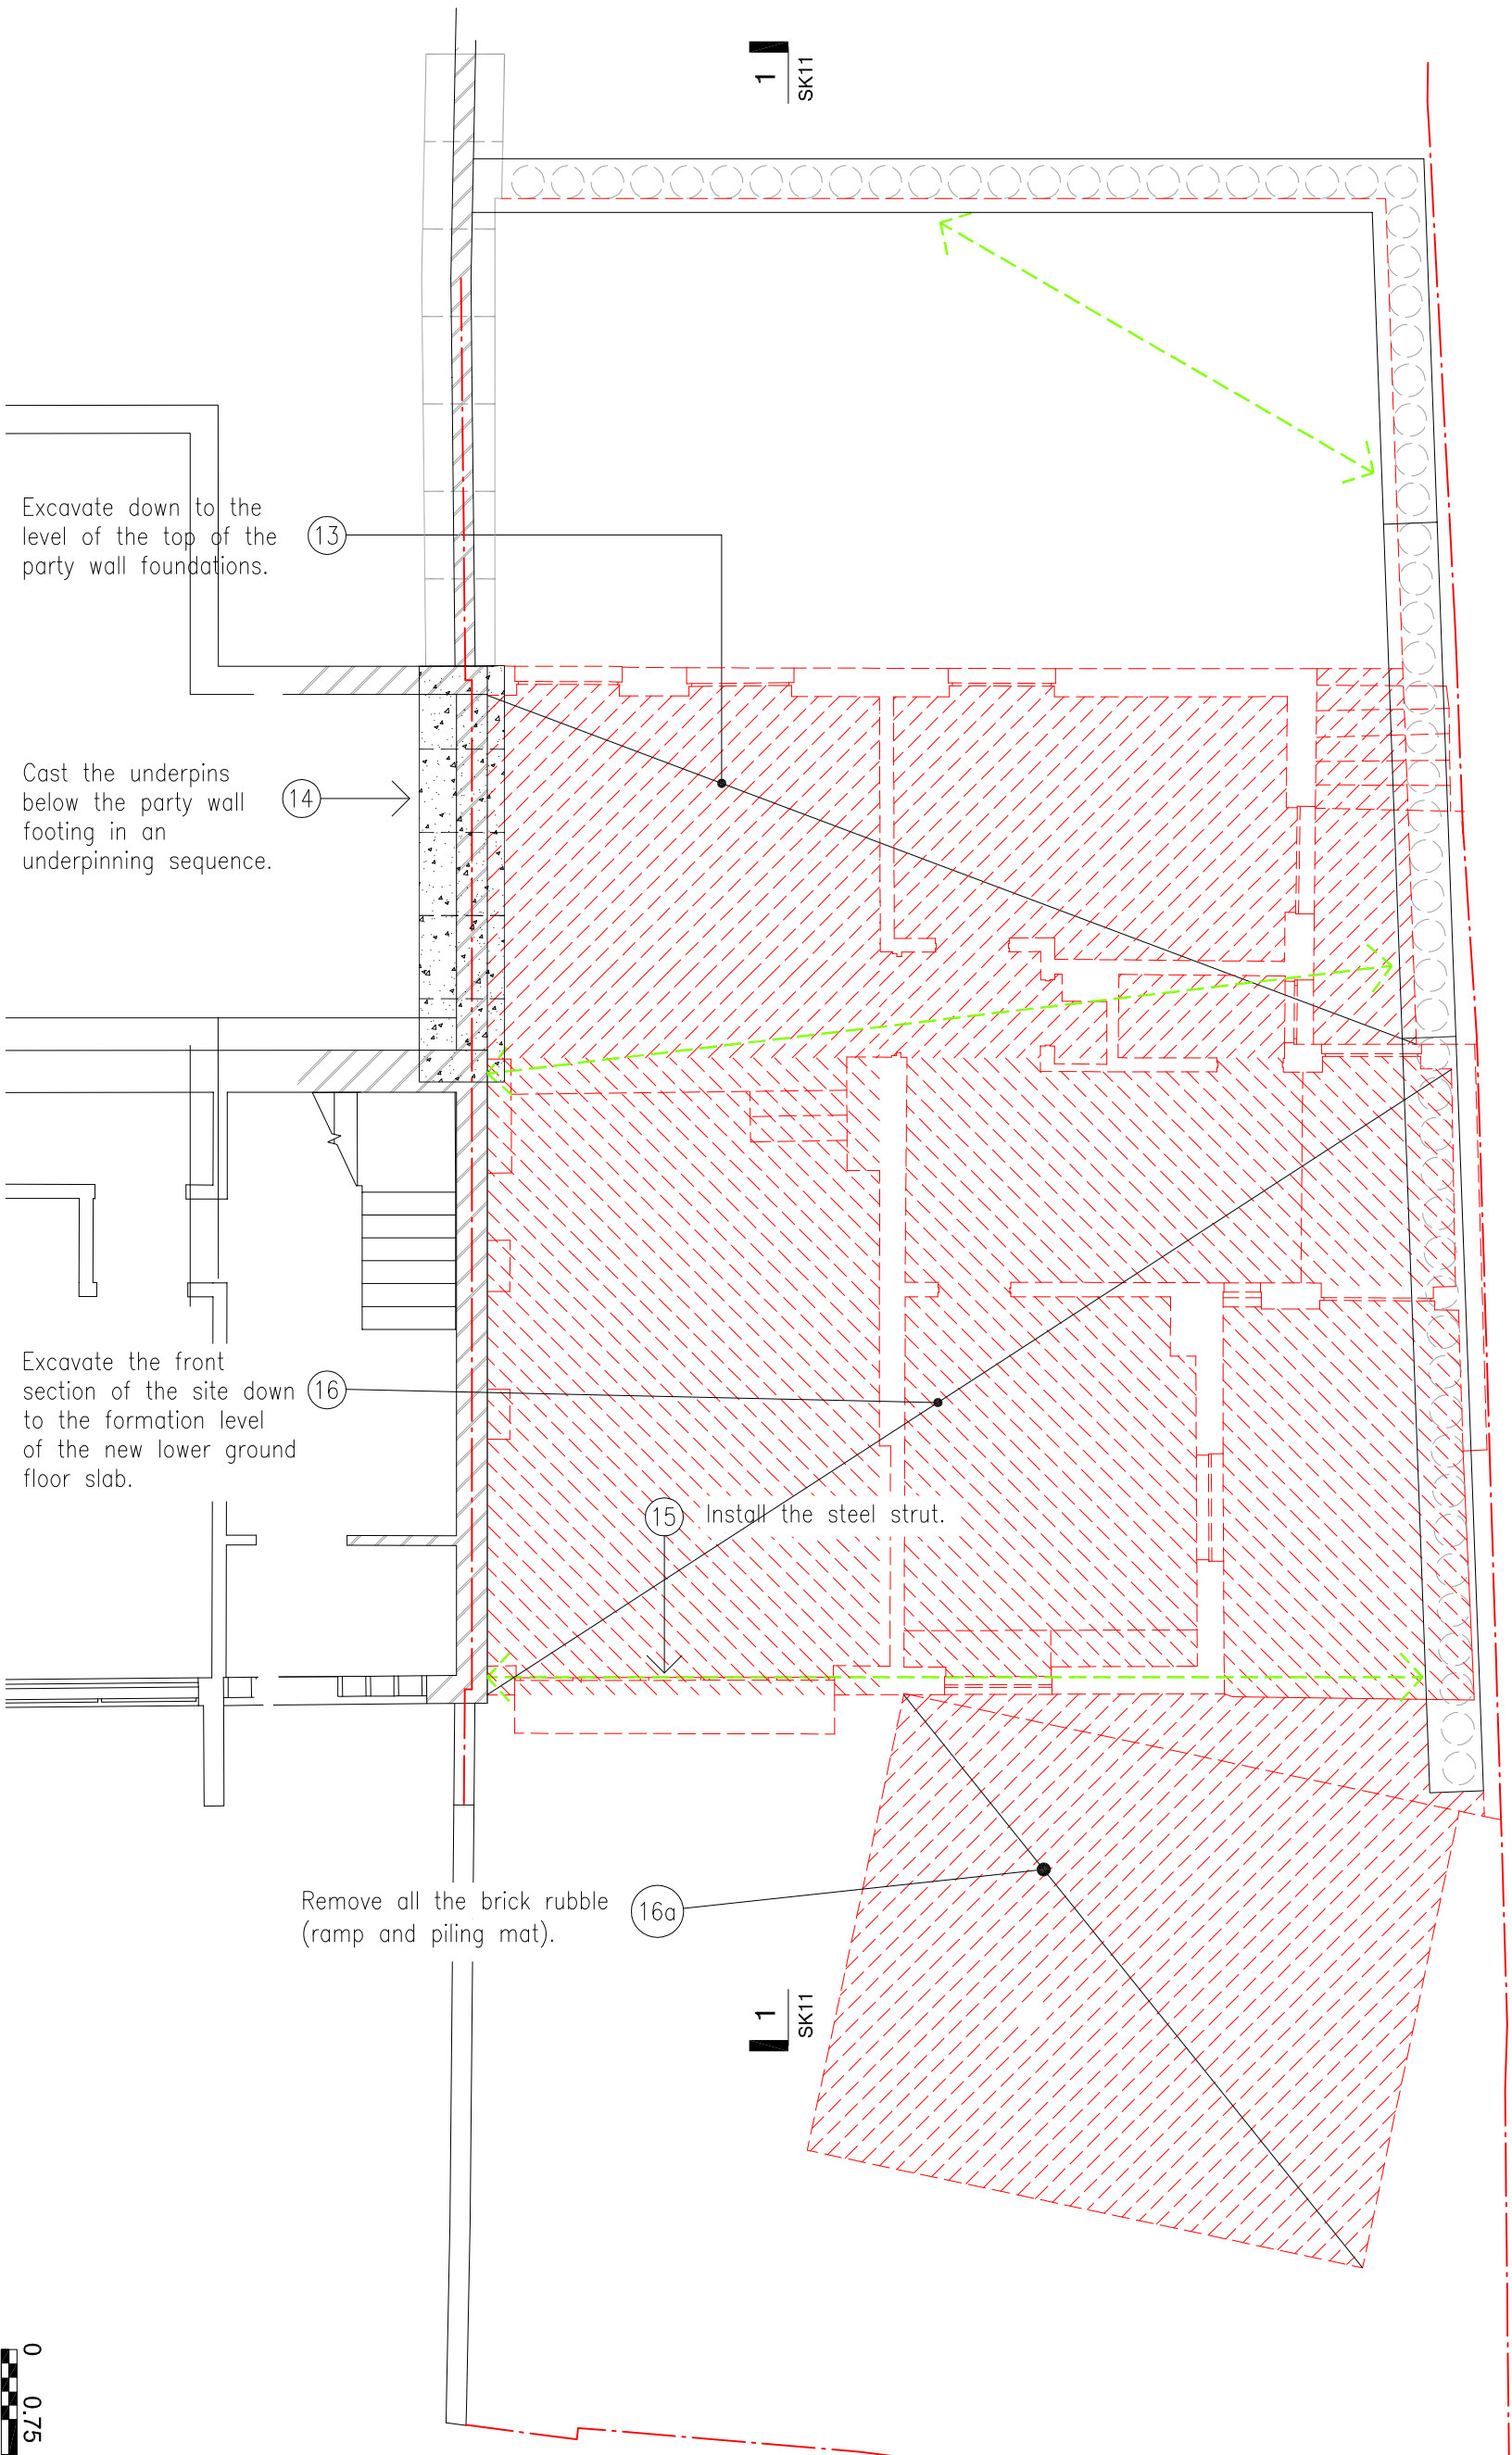 1
SK11
Excavate down to the
level of the top of the
party wall foundations.
13
Cast the underpins
below the party wall
footing in an
underpinning sequence.
14
Excavate the front
section of the site down
to the formation level
of the new lower ground
floor slab.
16
15
Install the steel strut.
Remove all the brick rubble
(ramp and piling mat).
16a
1
SK11
0 0.75